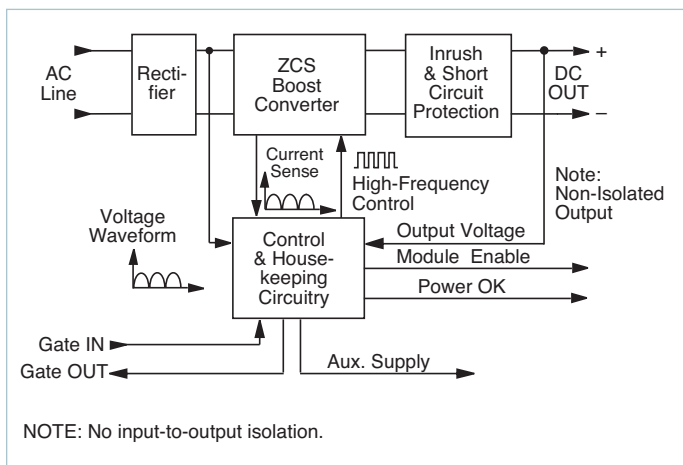 AC
Line
Recti-
fier
ZCS
Boost
Converter
Inrush
& Short
Circuit
Protection
+
DC
OUT
–
Current
Sense
High-Frequency
Control
Note:
Non-Isolated
Output
Voltage
Waveform
Control
& House-
keeping
Circuitry
Output Voltage
Module Enable
Power OK
Gate IN
Gate OUT
Aux. Supply
NOTE: No input-to-output isolation.